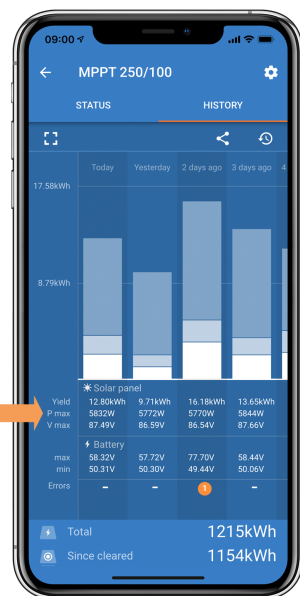 09:00
MPPT 250/100
STATUS HISTORY
Today Yesterday 2 days ago 3 days ago 4
17.58kWh
8.79kWh
Solar panel
Yield 12.80kWh 9.71kWh 16.18kWh 13.65kWh
P max 5832W 5772W 5770W 5844W
V max 87.49V 86.59V 86.54V 87.66V
Battery
max 58.32V 57.72V 77.70V 58.44V
min 50.31V 50.30V 49.44V 50.06V
Errors – – 1 –
Total 1215kWh
Since cleared 1154kWh